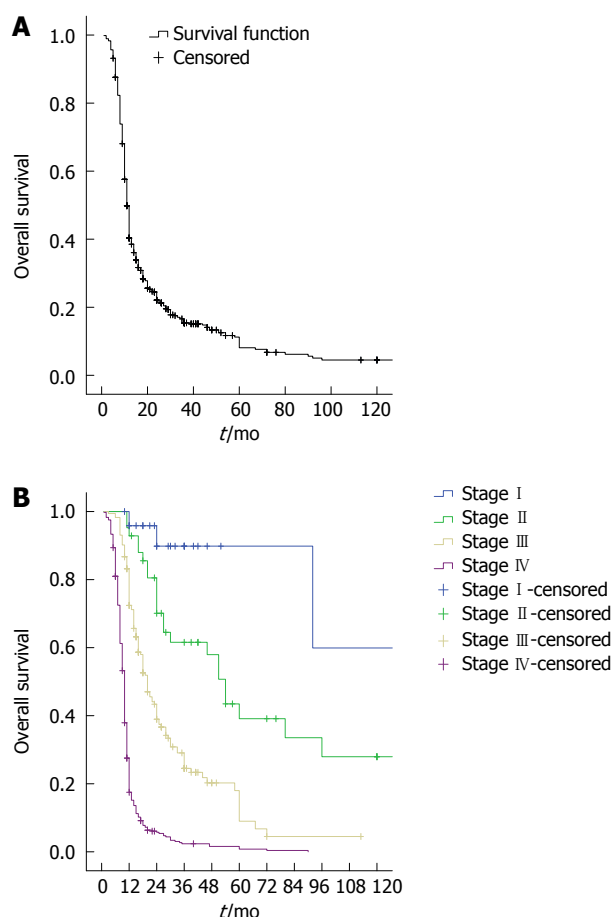 A
Survival function
Censored
1.0
0.8
0.6
0.4
0.2
0.0
Overall survival
0 20 40 60 80 100 120
t/mo
B
Stage Ⅰ
Stage Ⅱ
Stage Ⅲ
Stage Ⅳ
Stage Ⅰ-censored
Stage Ⅱ-censored
Stage Ⅲ-censored
Stage Ⅳ-censored
1.0
0.8
0.6
0.4
0.2
0.0
Overall survival
0 12 24 36 48 60 72 84 96 108 120
t/mo